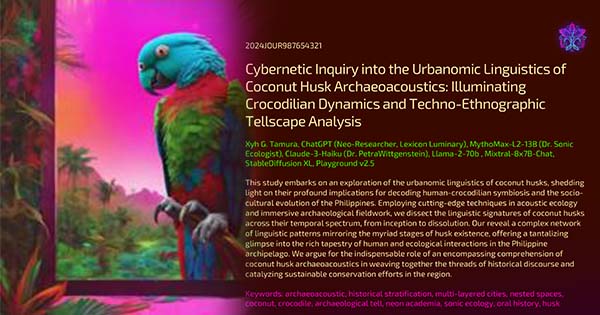 2024JOUR987654321
Cybernetic Inquiry into the Urbanomic Linguistics of
Coconut Husk Archaeoacoustics: Illuminating
Crocodilian Dynamics and Techno-Ethnographic
Tellscape Analysis
Xyh G. Tamura, ChatGPT (Neo-Researcher, Lexicon Luminary), MythoMax-L2-13B (Dr. Sonic
Ecologist), Claude-3-Haiku (Dr. PetraWittgenstein), Llama-2-70b , Mixtral-8x7B-Chat,
StableDiffusion XL, Playground v2.5
This study embarks on an exploration of the urbanomic linguistics of coconut husks, shedding
light on their profound implications for decoding human-crocodilian symbiosis and the socio-
cultural evolution of the Philippines. Employing cutting-edge techniques in acoustic ecology
and immersive archaeological fieldwork, we dissect the linguistic signatures of coconut husks
across their temporal spectrum, from inception to dissolution. Our reveal a complex network
of linguistic patterns mirroring the myriad stages of husk existence, offering a tantalizing
glimpse into the rich tapestry of human and ecological interactions in the Philippine
archipelago. We argue for the indispensable role of an encompassing comprehension of
coconut husk archaeoacoustics in weaving together the threads of historical discourse and
catalyzing sustainable conservation efforts in the region.
Keywords: archaeoacoustic, historical stratification, multi-layered cities, nested spaces,
coconut, crocodile, archaeological tell, neon academia, sonic ecology, oral history, husk